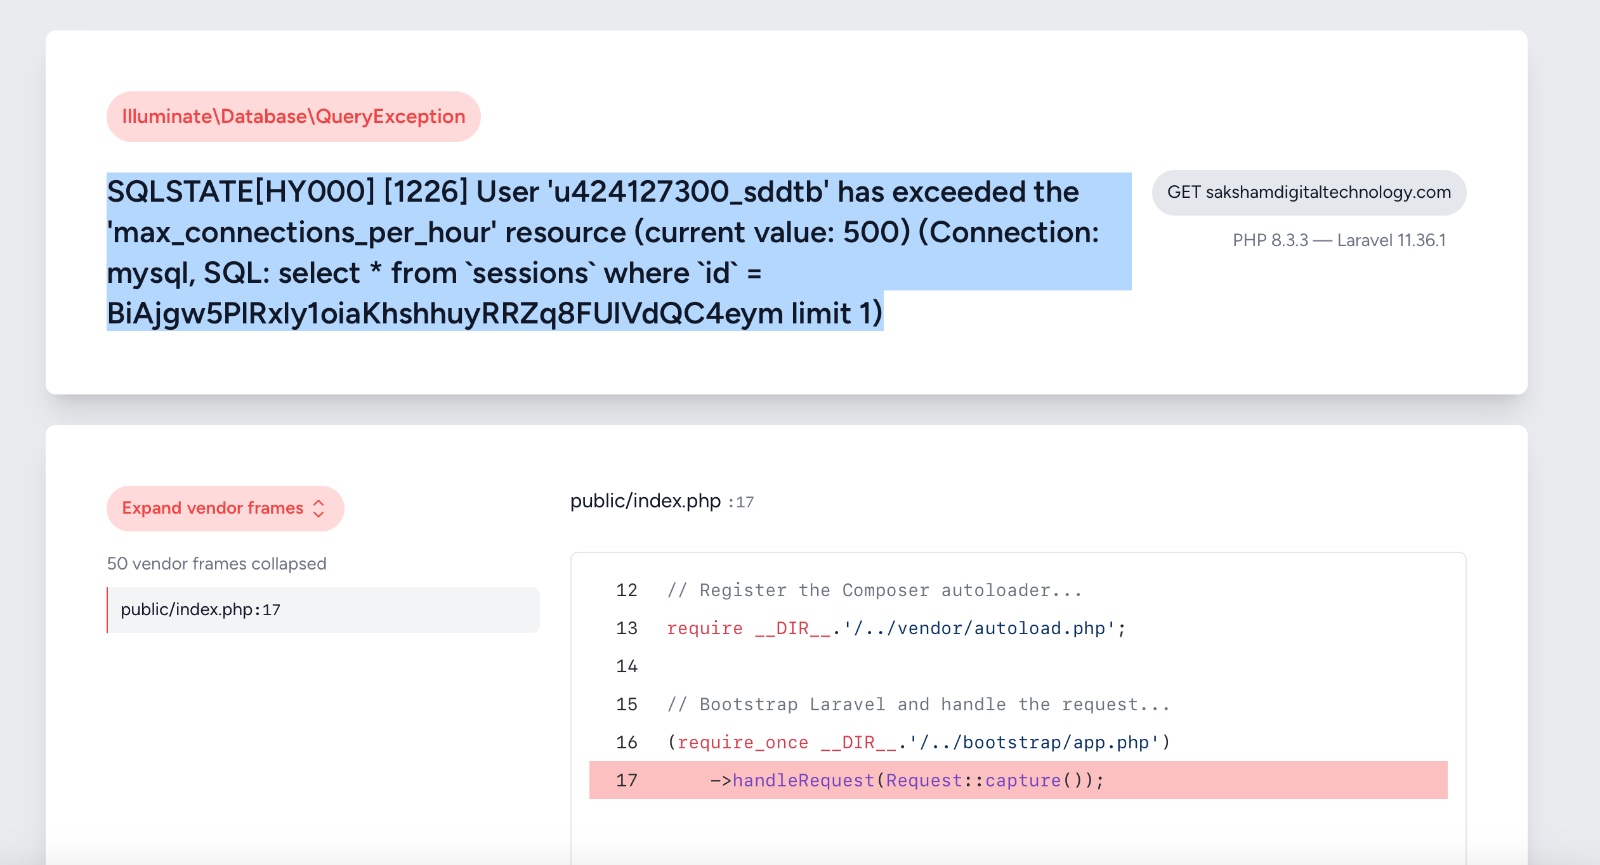 Illuminate\Database\QueryException
SQLSTATE[HY000] [1226] User 'u424127300_sddtb' has exceeded the
'max_connections_per_hour' resource (current value: 500) (Connection:
mysql, SQL: select * from `sessions` where `id` =
BiAjgw5PlRxIy1oiaKhshhuyRRZq8FUIVdQC4eym limit 1)
GET sakshamdigitaltechnology.com
PHP 8.3.3 — Laravel 11.36.1
Expand vendor frames
50 vendor frames collapsed
public/index.php:17
public/index.php :17
12 // Register the Composer autoloader...
13 require __DIR__.'/../vendor/autoload.php';
14
15 // Bootstrap Laravel and handle the request...
16 (require_once __DIR__.'/../bootstrap/app.php')
17 ->handleRequest(Request::capture());